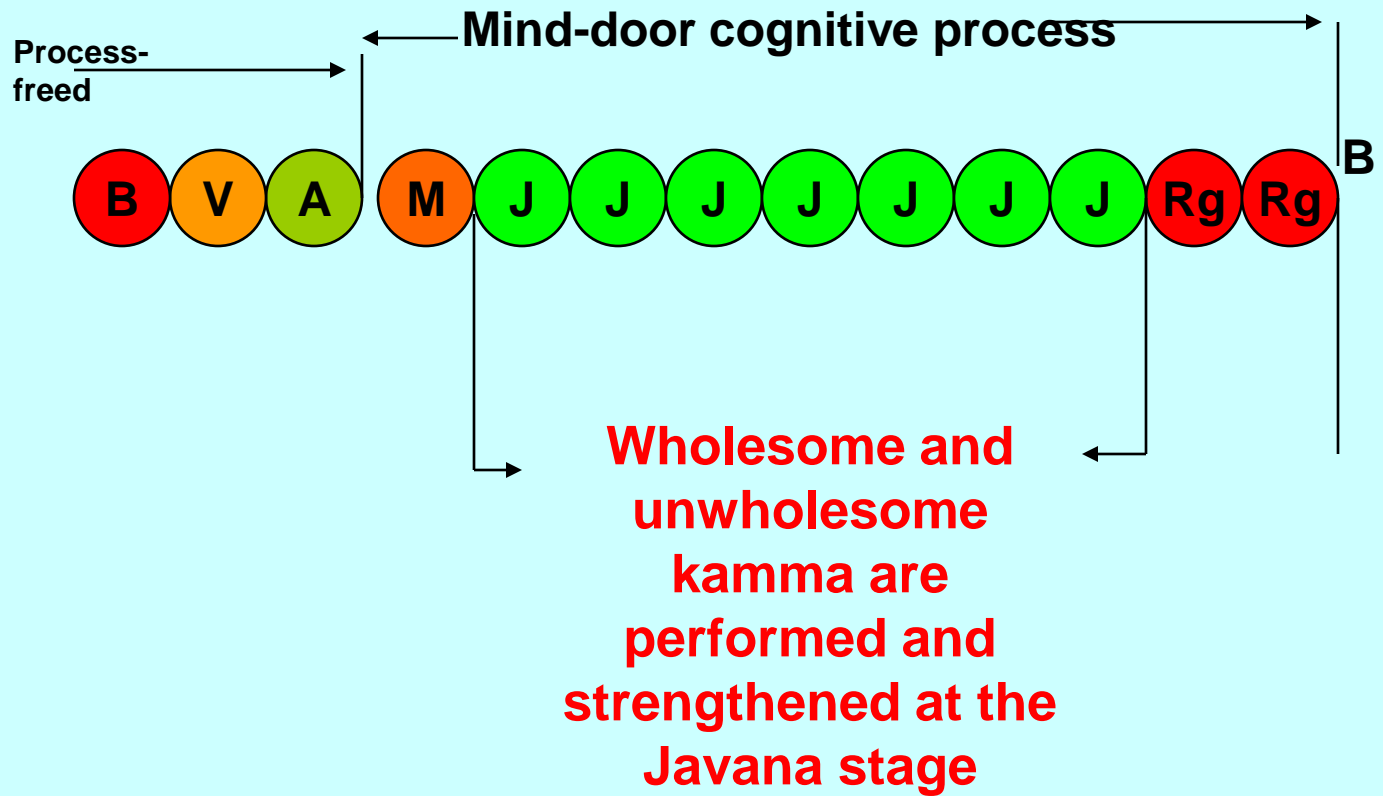 Mind-door cognitive process
Process-
freed
B V A M J J J J J J J Rg Rg B
Wholesome and
unwholesome
kamma are
performed and
strengthened at the
Javana stage